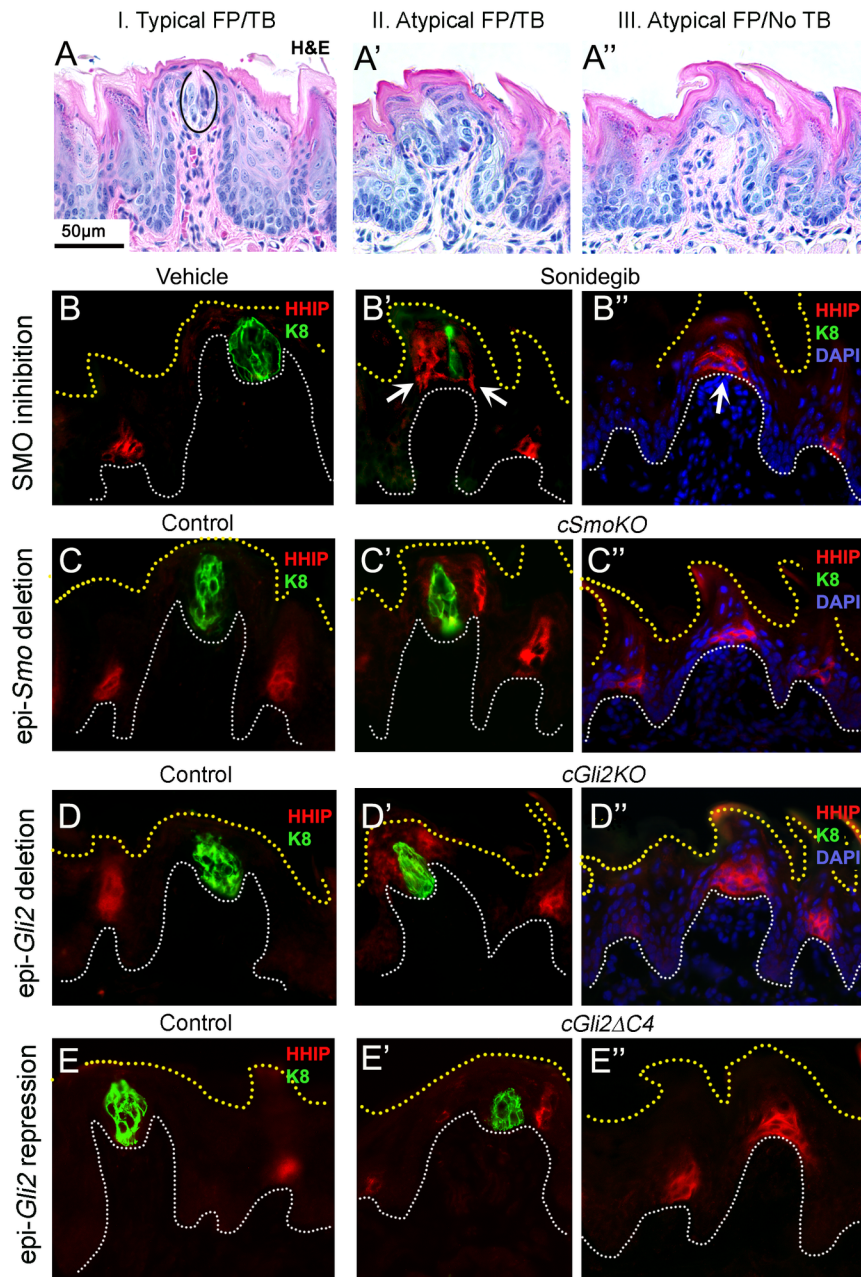 I. Typical FP/TB
II. Atypical FP/TB
III. Atypical FP/No TB
A
H&E
A'
A"
50µm
Vehicle
Sonidegib
SMO inihibition
B
HHIP
K8
B'
B"
HHIP
K8
DAPI
Control
cSmoKO
epi-Smo deletion
C
HHIP
K8
C'
C"
HHIP
K8
DAPI
Control
cGli2KO
epi-Gli2 deletion
D
HHIP
K8
D'
D"
HHIP
K8
DAPI
Control
cGli2ΔC4
epi-Gli2 repression
E
HHIP
K8
E'
E"